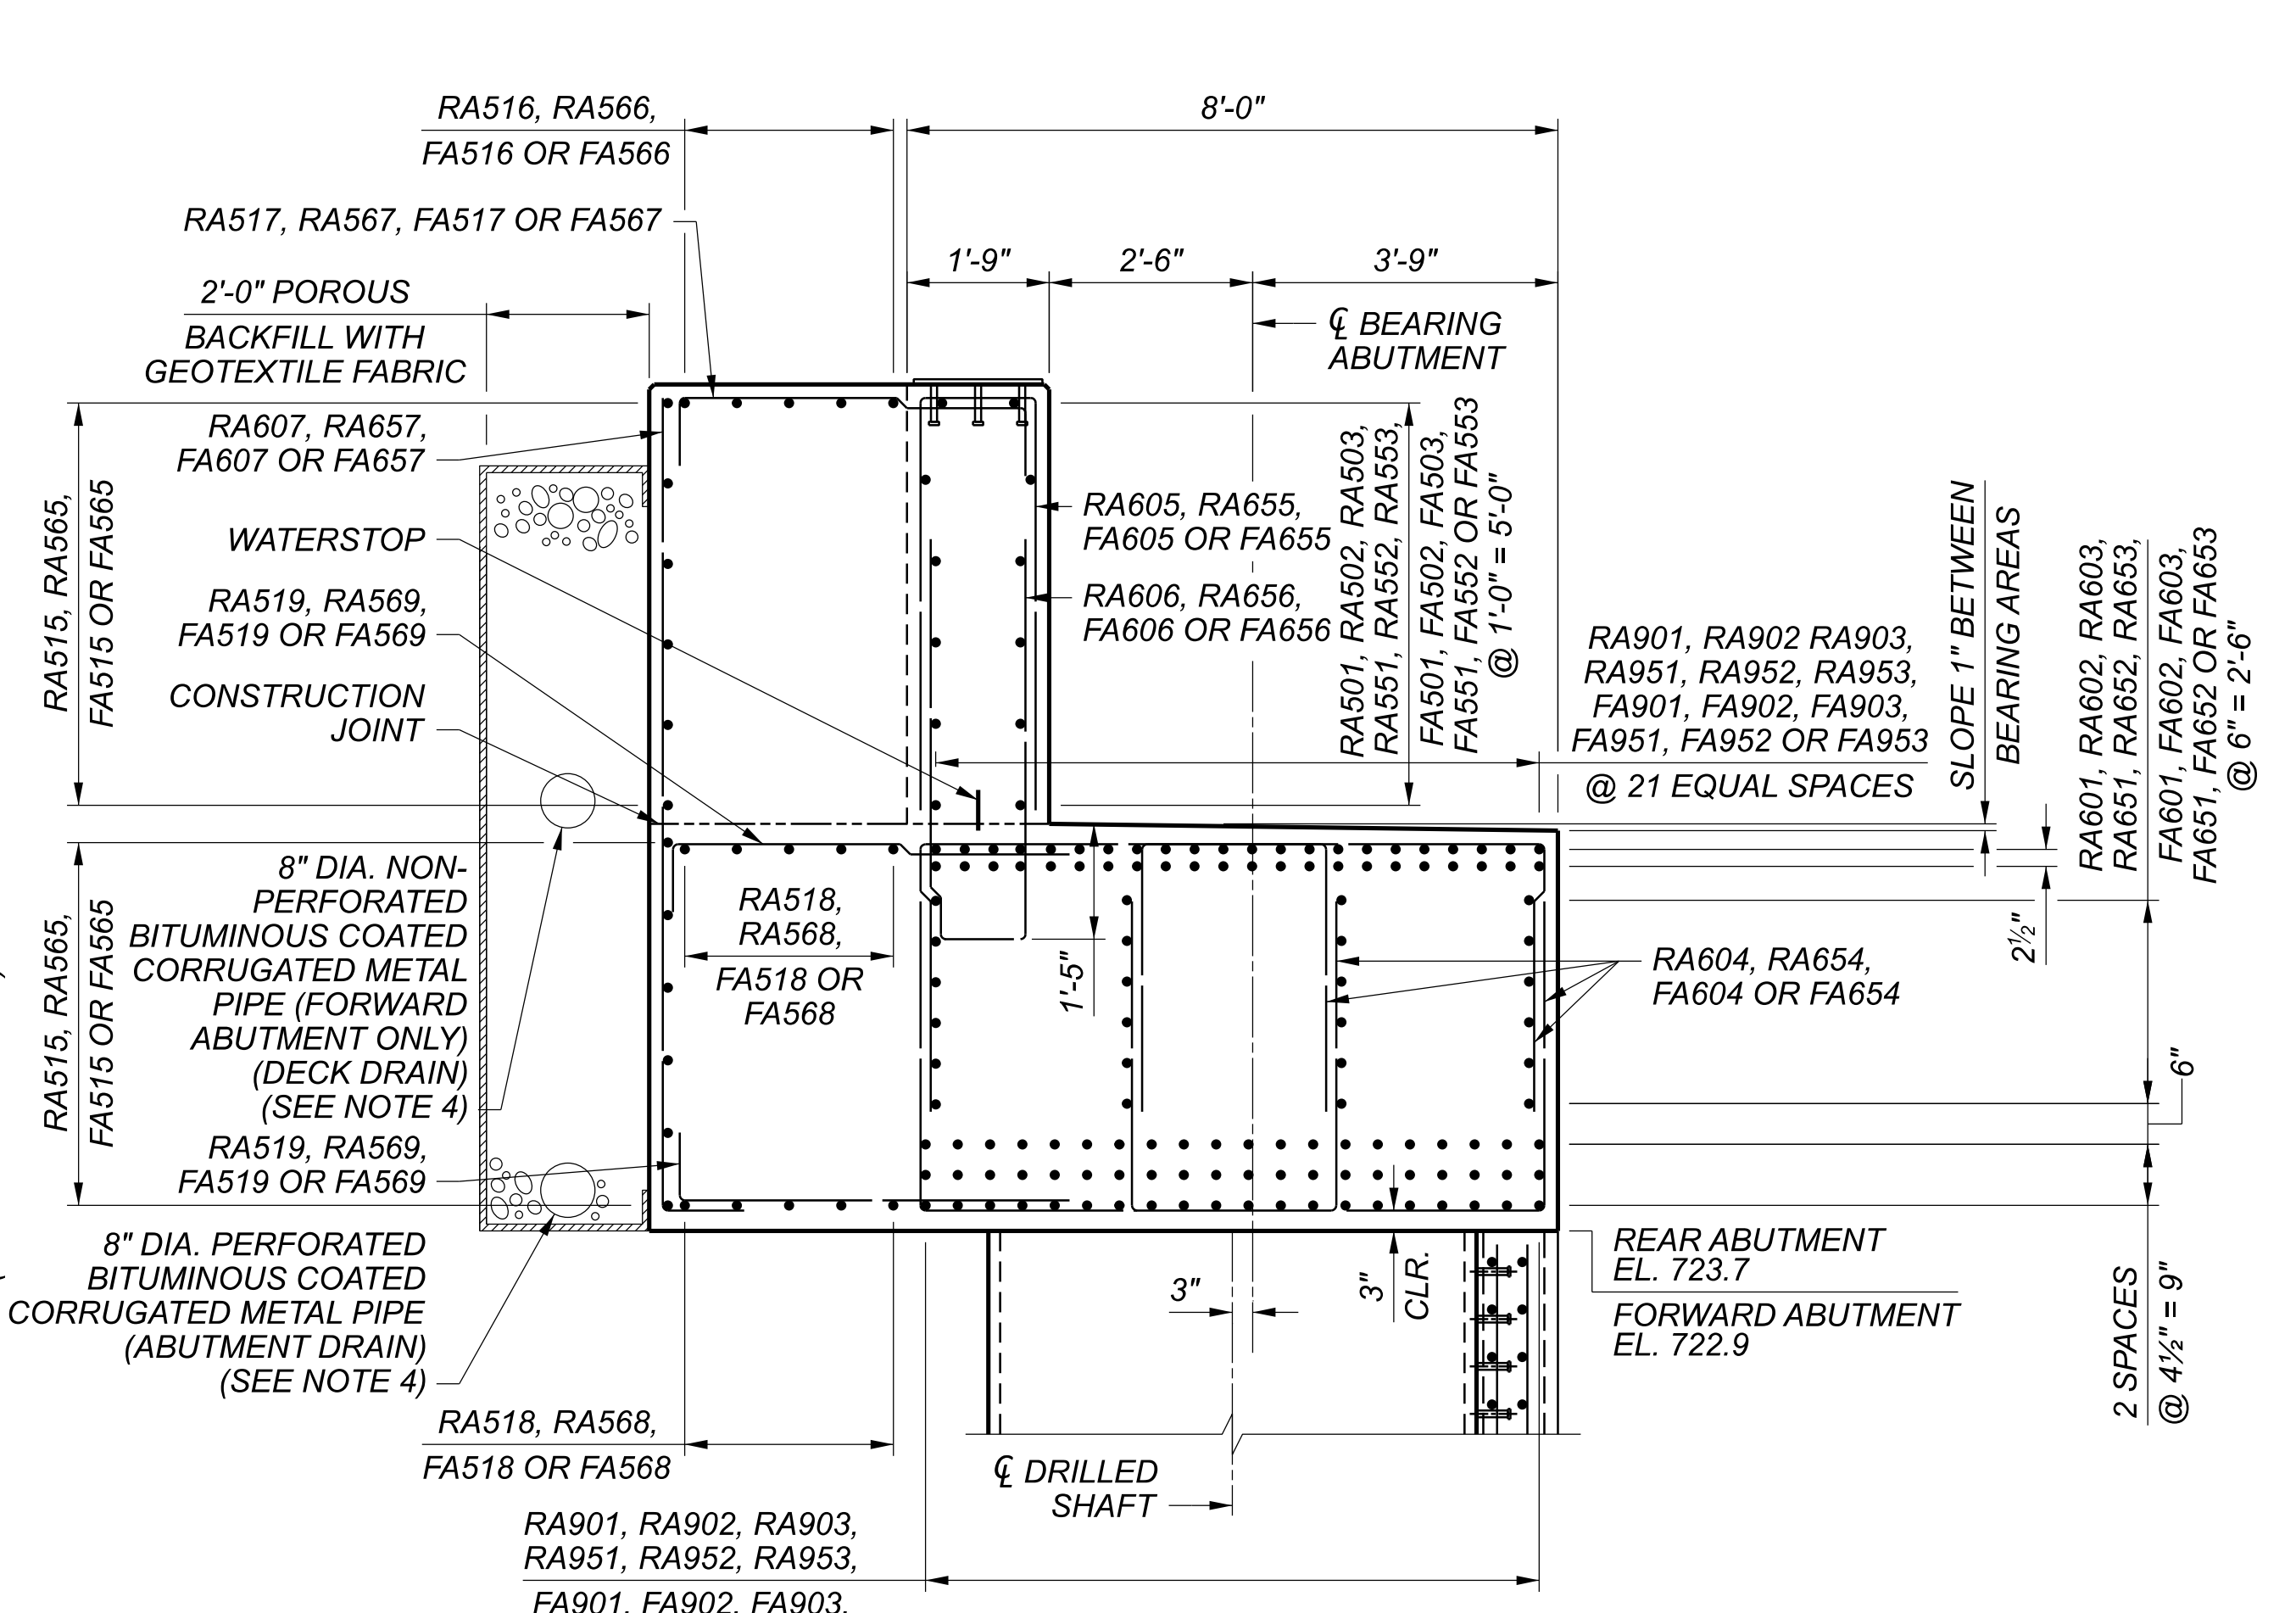 RA516, RA566,
FA516 OR FA566
8'-0"
RA517, RA567, FA517 OR FA567
1'-9"
2'-6"
3'-9"
2'-0" POROUS
BACKFILL WITH
GEOTEXTILE FABRIC
℄ BEARING
ABUTMENT
RA607, RA657,
FA607 OR FA657
RA515, RA565,
FA515 OR FA565
WATERSTOP
RA519, RA569,
FA519 OR FA569
CONSTRUCTION
JOINT
RA605, RA655,
FA605 OR FA655
RA606, RA656,
FA606 OR FA656
RA501, RA502, RA503,
RA551, RA552, RA553,
FA501, FA502, FA503,
FA551, FA552 OR FA553
@ 1'-0" = 5'-0"
RA901, RA902 RA903,
RA951, RA952, RA953,
FA901, FA902, FA903,
FA951, FA952 OR FA953
@ 21 EQUAL SPACES
SLOPE 1" BETWEEN
BEARING AREAS
RA601, RA602, RA603,
RA651, RA652, RA653,
FA601, FA602, FA603,
FA651, FA652 OR FA653
@ 6" = 2'-6"
2½"
8" DIA. NON-
PERFORATED
BITUMINOUS COATED
CORRUGATED METAL
PIPE (FORWARD
ABUTMENT ONLY)
(DECK DRAIN)
(SEE NOTE 4)
RA515, RA565,
FA515 OR FA565
RA518,
RA568,
FA518 OR
FA568
1'-5"
RA604, RA654,
FA604 OR FA654
6"
RA519, RA569,
FA519 OR FA569
8" DIA. PERFORATED
BITUMINOUS COATED
CORRUGATED METAL PIPE
(ABUTMENT DRAIN)
(SEE NOTE 4)
3"
3"
CLR.
REAR ABUTMENT
EL. 723.7
FORWARD ABUTMENT
EL. 722.9
2 SPACES
@ 4½" = 9"
RA518, RA568,
FA518 OR FA568
℄ DRILLED
SHAFT
RA901, RA902, RA903,
RA951, RA952, RA953,
FA901, FA902, FA903,